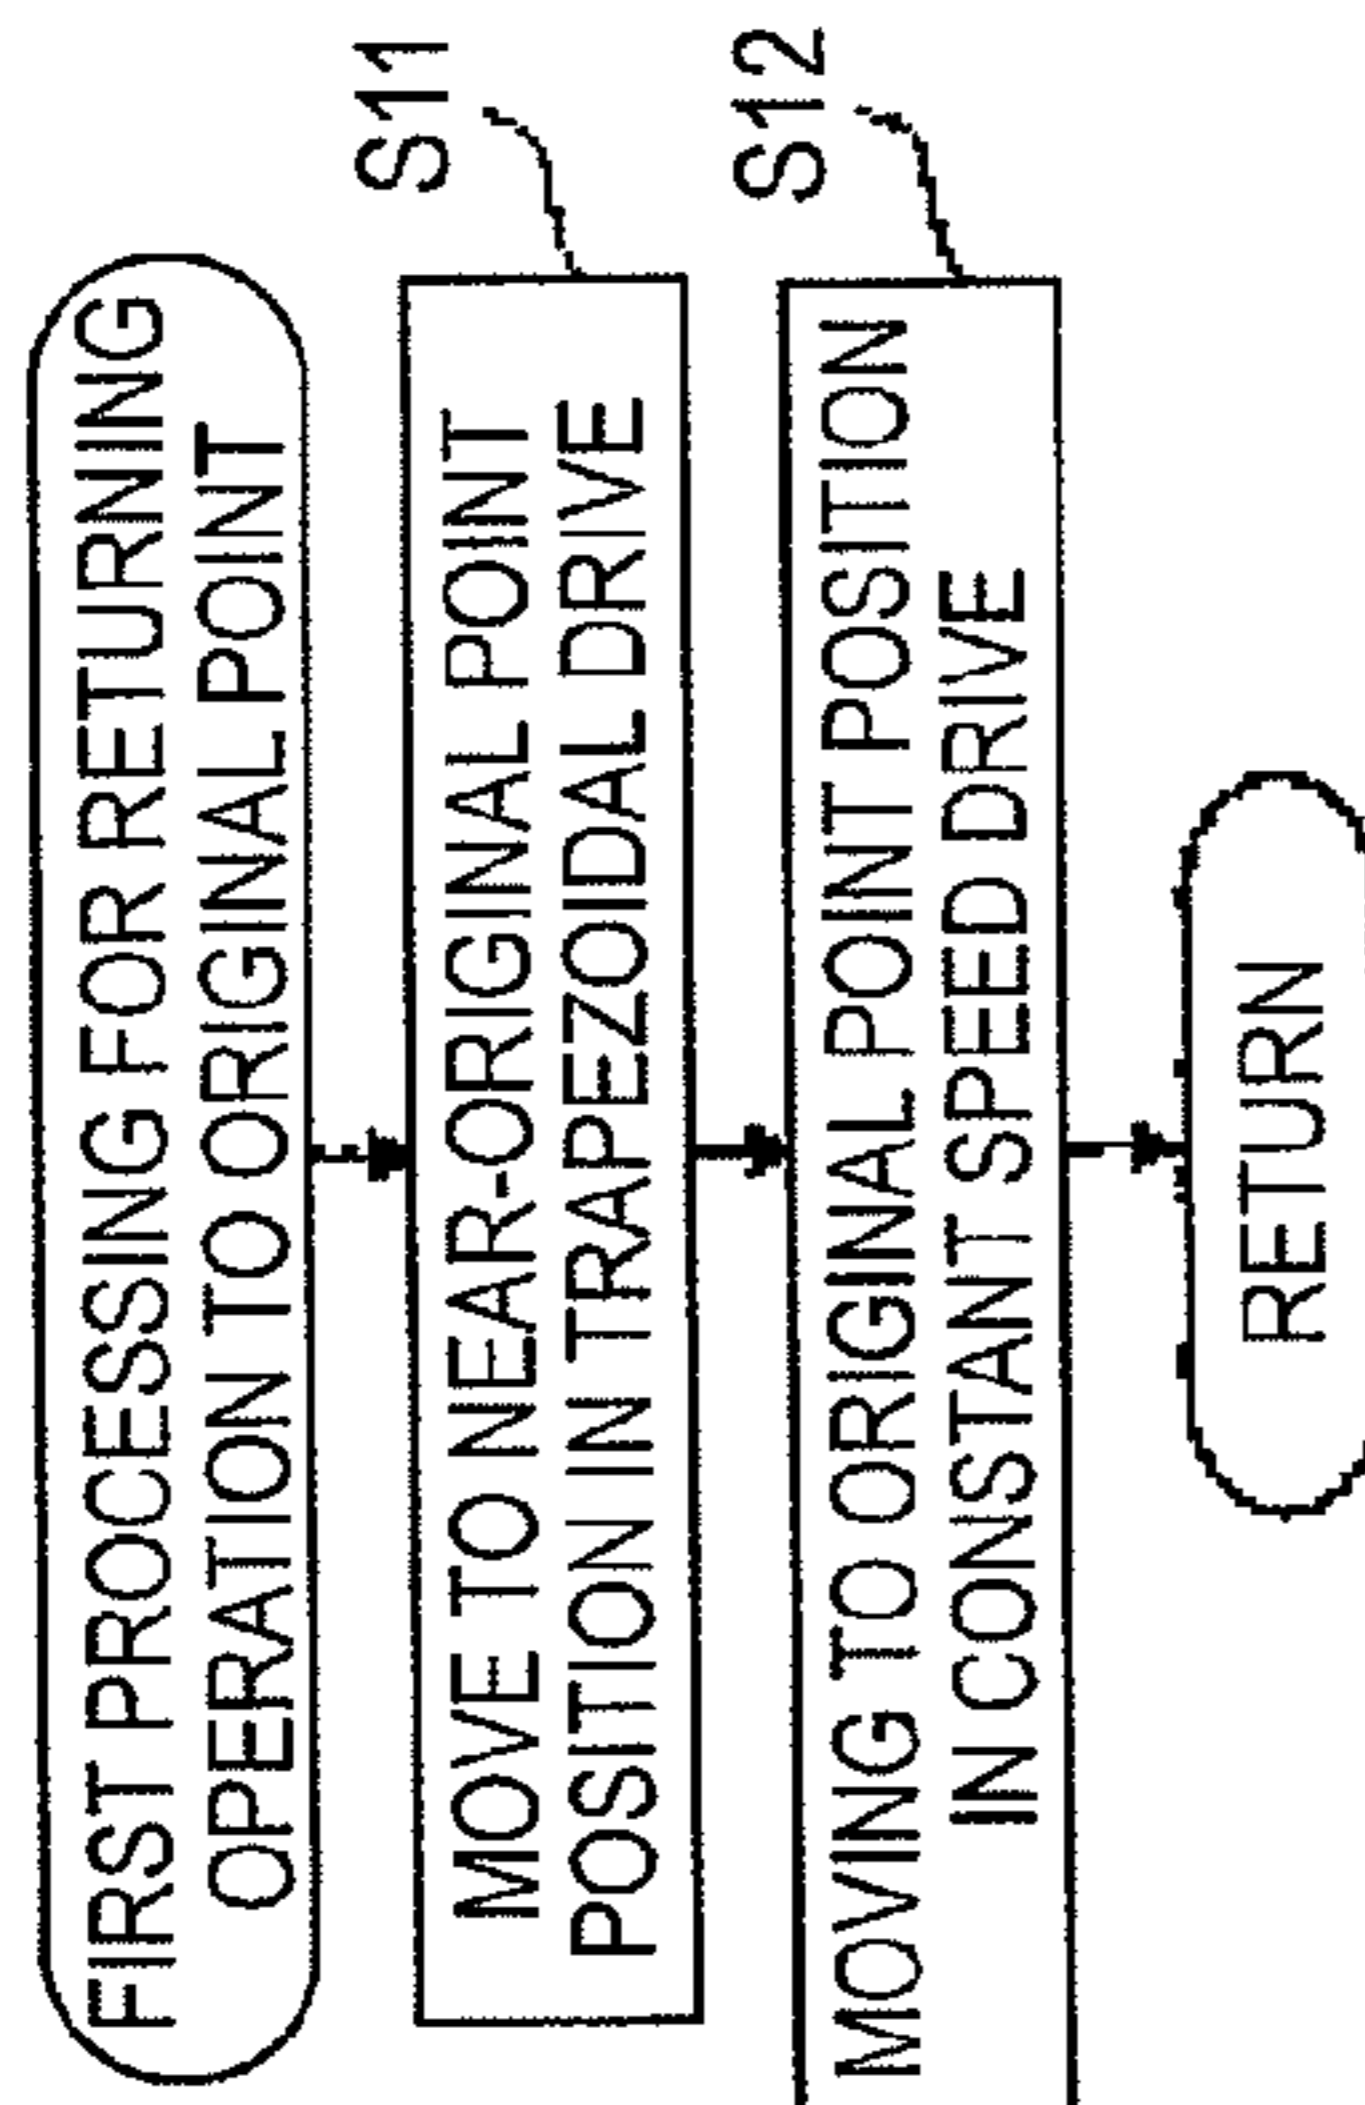 FIRST PROCESSING FOR RETURNING
OPERATION TO ORIGINAL POINT
S11
MOVE TO NEAR-ORIGINAL POINT
POSITION IN TRAPEZOIDAL DRIVE
S12
MOVING TO ORIGINAL POINT POSITION
IN CONSTANT SPEED DRIVE
RETURN